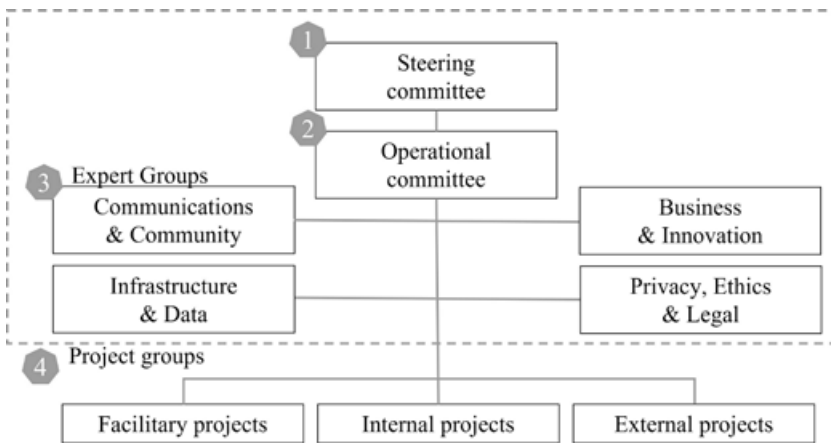 1
Steering
committee
2
Operational
committee
3
Expert Groups
Communications
& Community
Business
& Innovation
Infrastructure
& Data
Privacy, Ethics
& Legal
4
Project groups
Facilitary projects
Internal projects
External projects